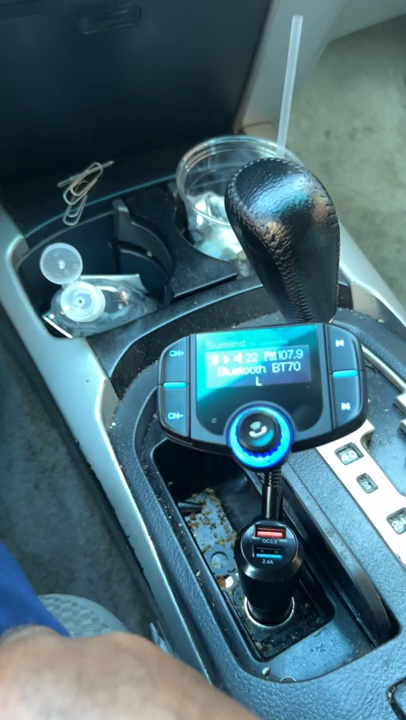 Sumind
22 FM107.9
Bluetooth BT70
L
CH+
CH-
QC3.0
2.4A